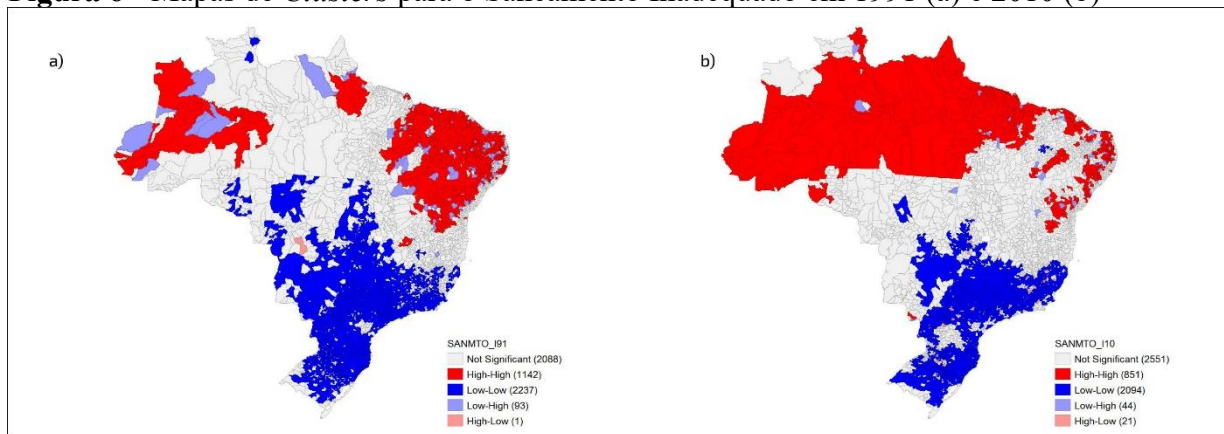 Figura 6 - Mapas de Clusters para o Saneamento Inadequado em 1991 (a) e 2010 (b)
a)
SANMTO_I91
Not Significant (2088)
High-High (1142)
Low-Low (2237)
Low-High (93)
High-Low (1)
b)
SANMTO_I10
Not Significant (2551)
High-High (851)
Low-Low (2094)
Low-High (44)
High-Low (21)